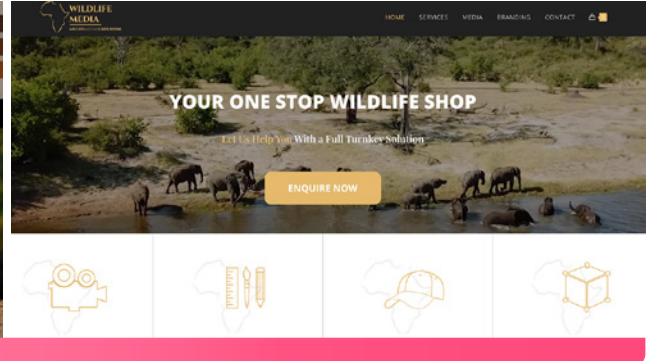 WILDLIFE
MEDIA
HOME SERVICES MEDIA BRANDING CONTACT
YOUR ONE STOP WILDLIFE SHOP
Let Us Help You With a Full Turnkey Solution
ENQUIRE NOW